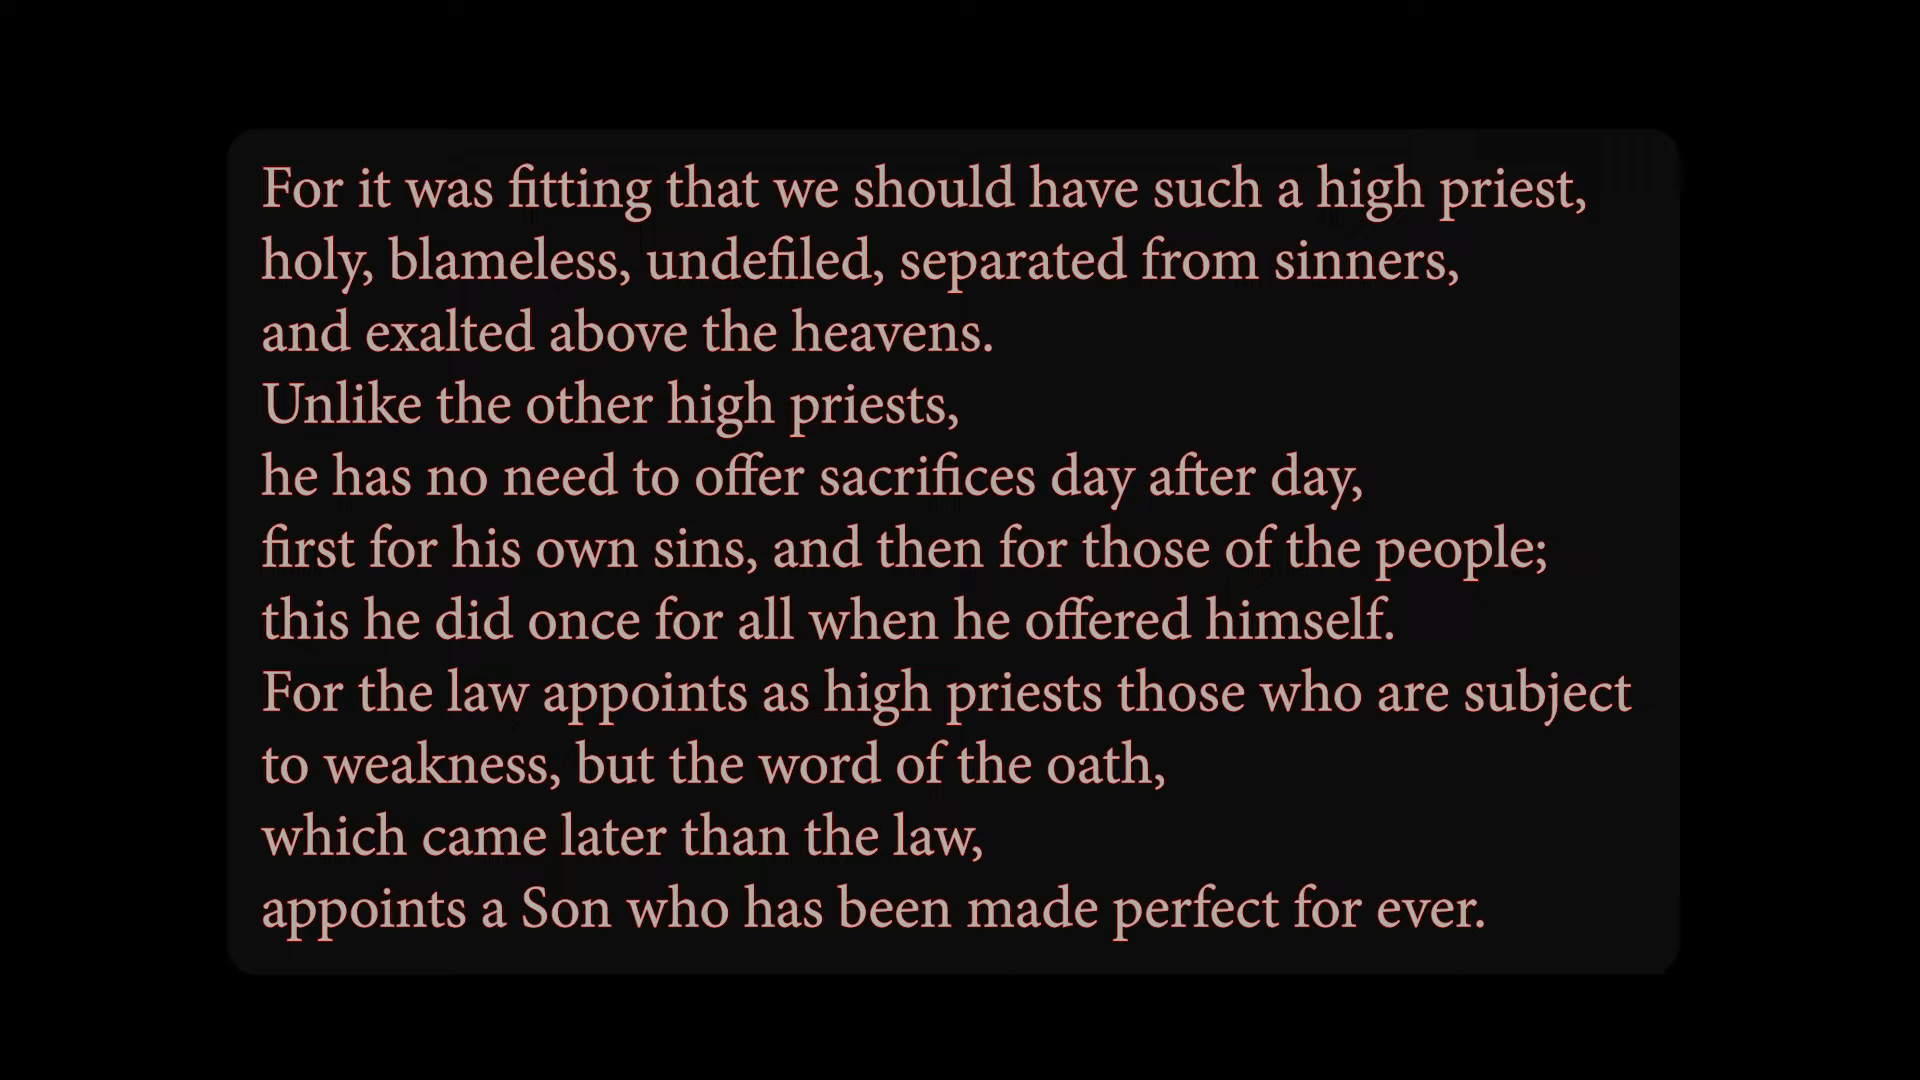 For it was fitting that we should have such a high priest,
holy, blameless, undefiled, separated from sinners,
and exalted above the heavens.
Unlike the other high priests,
he has no need to offer sacrifices day after day,
first for his own sins, and then for those of the people;
this he did once for all when he offered himself.
For the law appoints as high priests those who are subject
to weakness, but the word of the oath,
which came later than the law,
appoints a Son who has been made perfect for ever.